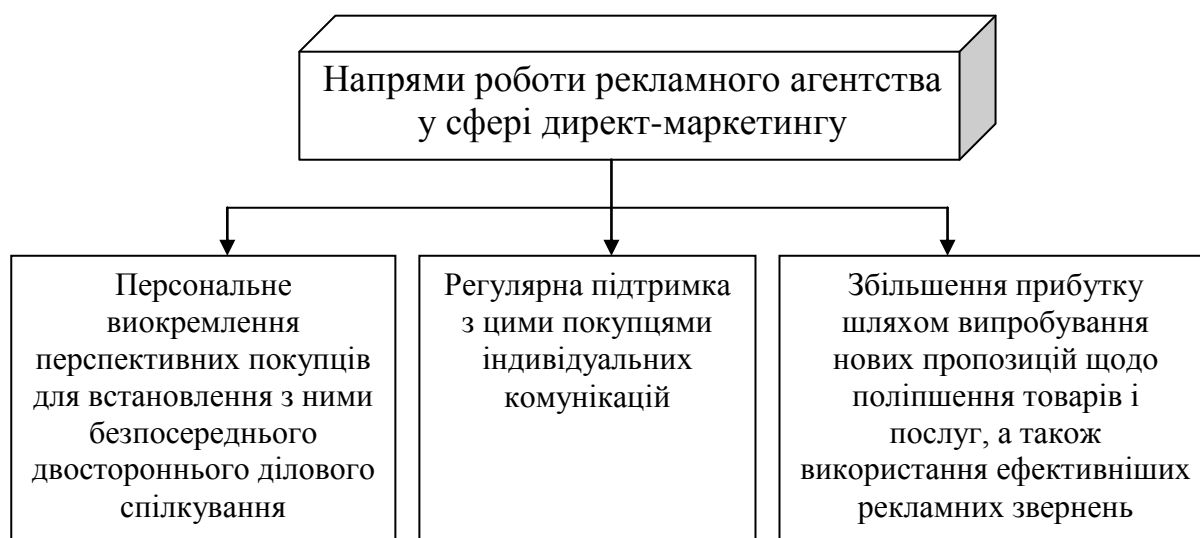 Напрями роботи рекламного агентства
у сфері директ-маркетингу
Персональне
виокремлення
перспективних покупців
для встановлення з ними
безпосереднього
двостороннього ділового
спілкування
Регулярна підтримка
з цими покупцями
індивідуальних
комунікацій
Збільшення прибутку
шляхом випробування
нових пропозицій щодо
поліпшення товарів і
послуг, а також
використання ефективніших
рекламних звернень